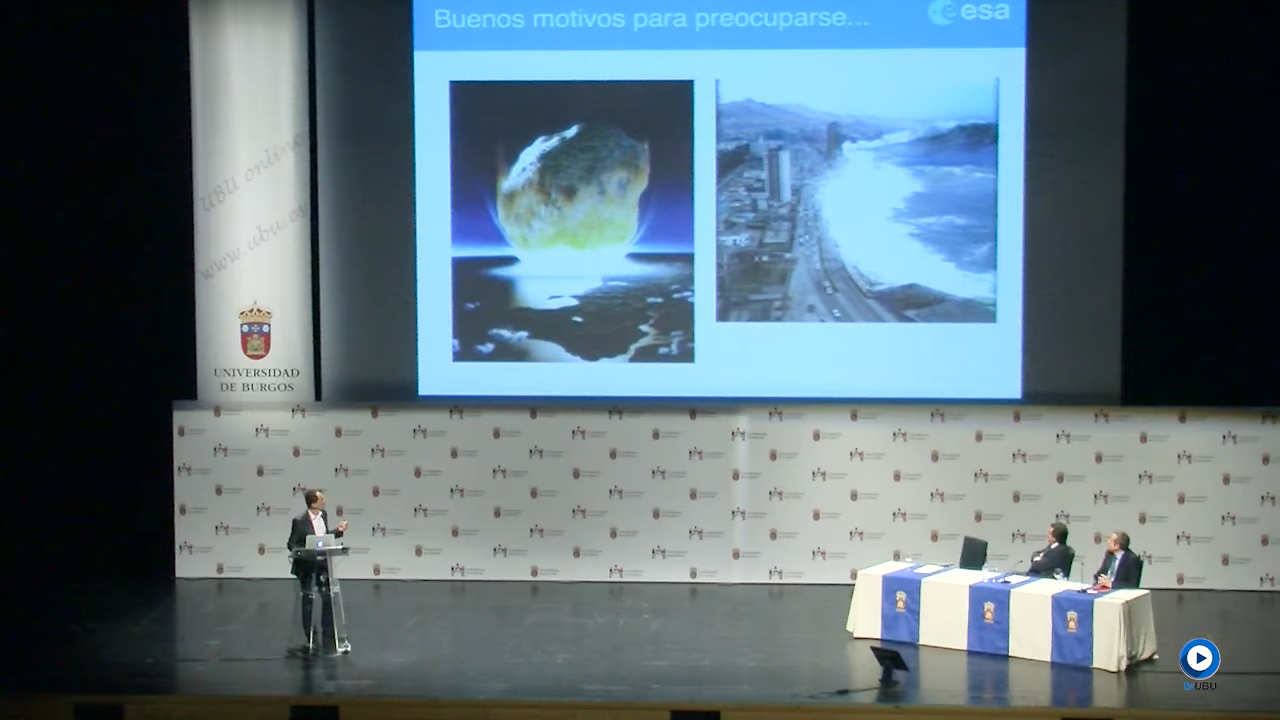 Buenos motivos para preocuparse...
esa
UBU online
www.ubu.es
UNIVERSIDAD
DE BURGOS
UBU